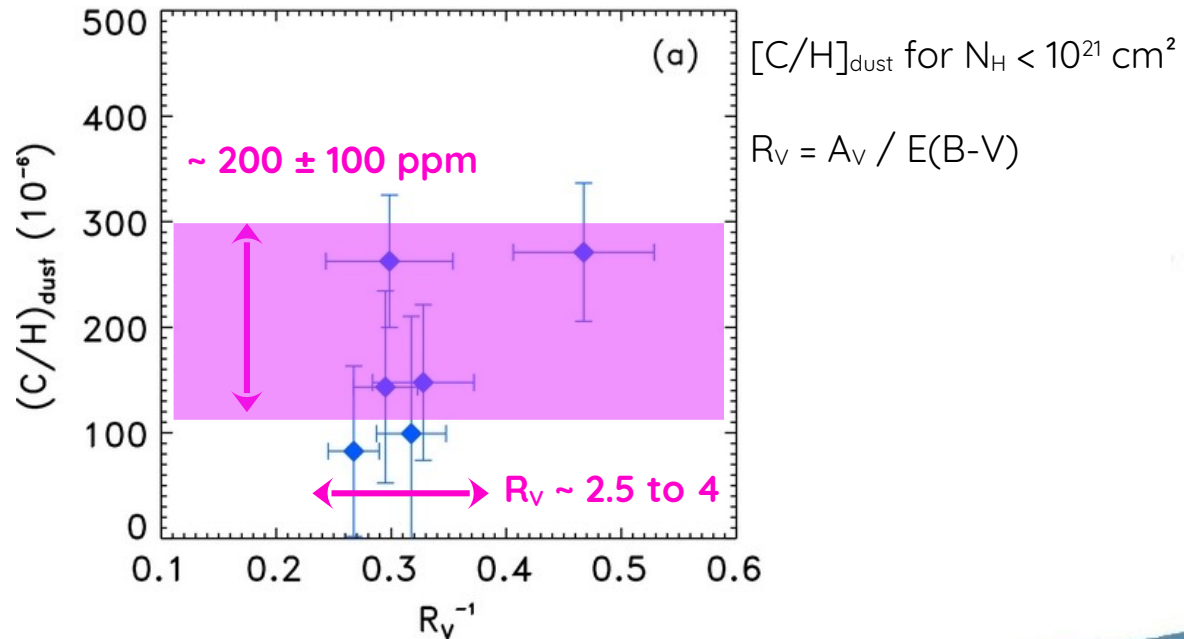 500
400
300
200
100
0
(C/H)dust (10⁻⁶)
(a)
~ 200 ± 100 ppm
Rᵥ ~ 2.5 to 4
0.1 0.2 0.3 0.4 0.5 0.6
Rᵥ⁻¹
[C/H]dust for NH < 10²¹ cm²
Rᵥ = Aᵥ / E(B-V)